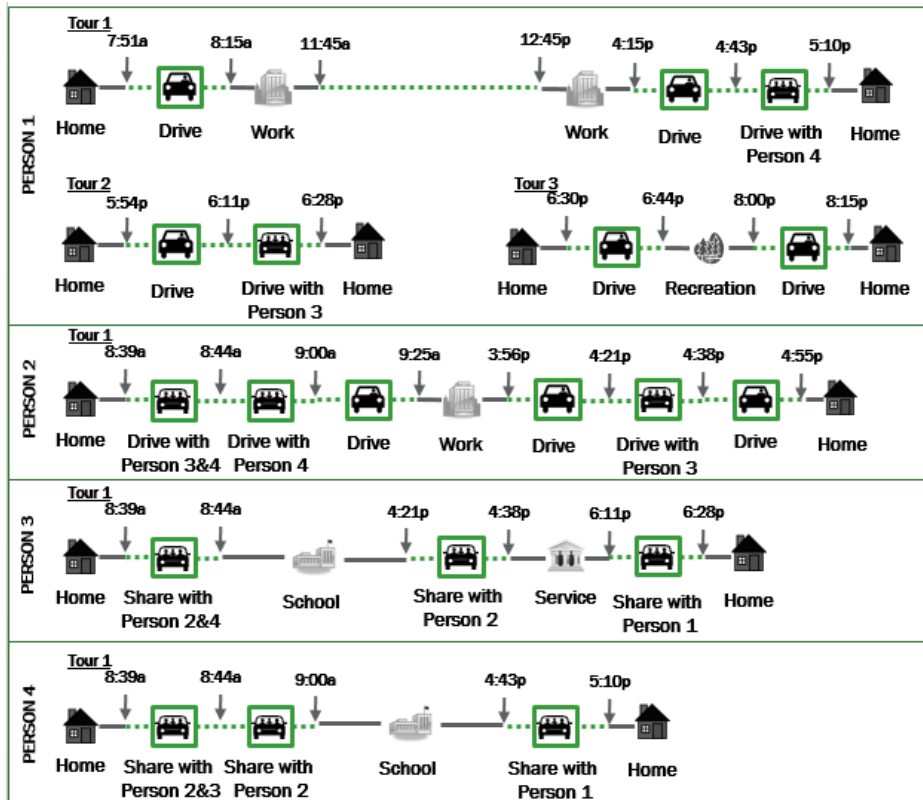 PERSON 1
Tour 1
7:51a 8:15a 11:45a 12:45p 4:15p 4:43p 5:10p
Home Drive Work Work Drive Drive with Home
Person 4
Tour 2
5:54p 6:11p 6:28p
Home Drive Drive with Home
Person 3
Tour 3
6:30p 6:44p 8:00p 8:15p
Home Drive Recreation Drive Home
PERSON 2
Tour 1
8:39a 8:44a 9:00a 9:25a 3:56p 4:21p 4:38p 4:55p
Home Drive with Drive with Drive Work Drive Drive with Drive Home
Person 3&4 Person 4 Person 3
PERSON 3
Tour 1
8:39a 8:44a 4:21p 4:38p 6:11p 6:28p
Home Share with School Share with Service Share with Home
Person 2&4 Person 2 Person 1
PERSON 4
Tour 1
8:39a 8:44a 9:00a 4:43p 5:10p
Home Share with Share with School Share with Home
Person 2&3 Person 2 Person 1